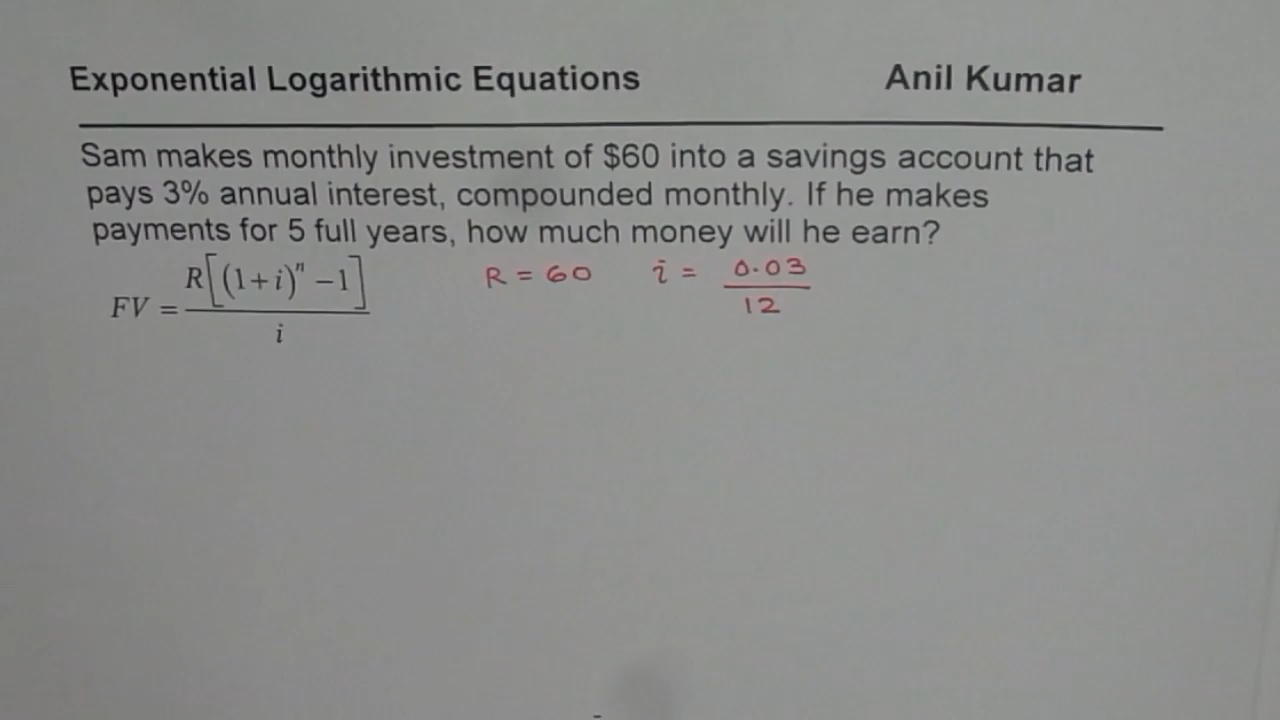 Exponential Logarithmic Equations Anil Kumar
Sam makes monthly investment of $60 into a savings account that
pays 3% annual interest, compounded monthly. If he makes
payments for 5 full years, how much money will he earn?
FV = R[(1+i)^n −1] / i R = 60 i = 0.03 / 12